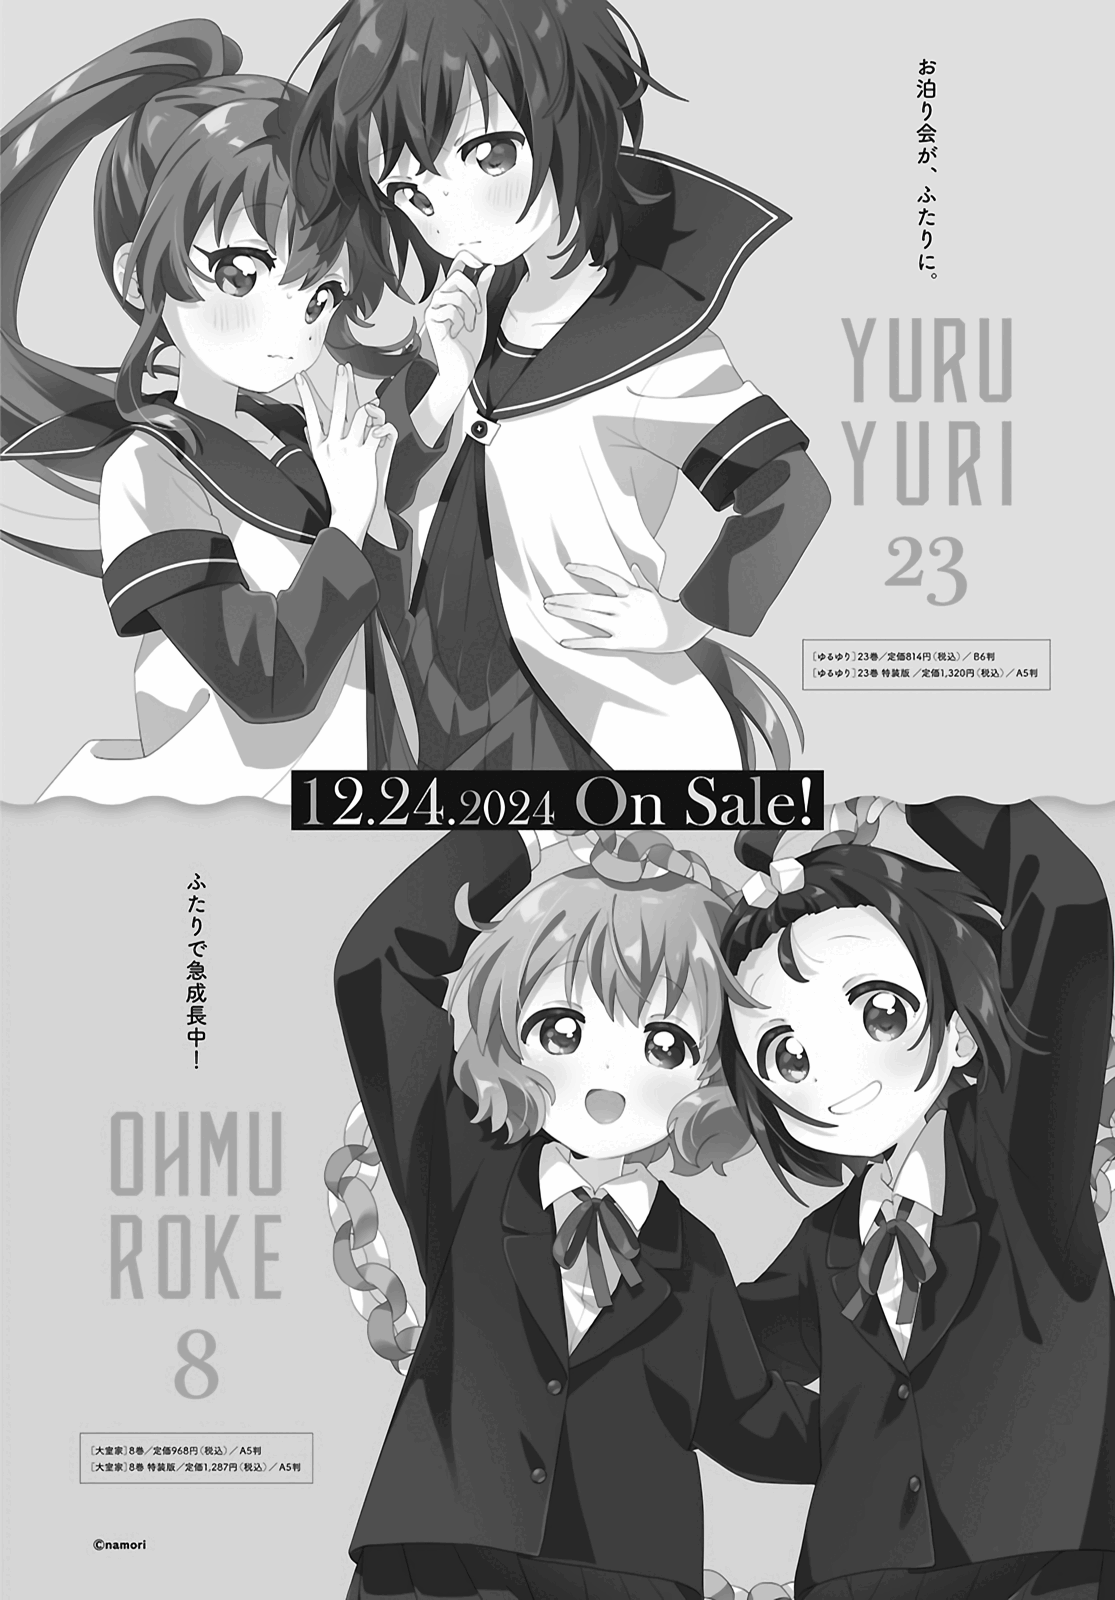 お泊り会が、ふたりに。
YURU
YURI
23
［ゆるゆり］23巻／定価814円（税込）／B6判
［ゆるゆり］23巻 特装版 ／定価1,320円（税込）／A5判
12.24.2024 On Sale!
ふたりで急成長中！
OHMU
ROKE
8
［大室家］8巻／定価968円（税込）／A5判
［大室家］8巻 特装版／定価1,287円（税込）／A5判
©namori